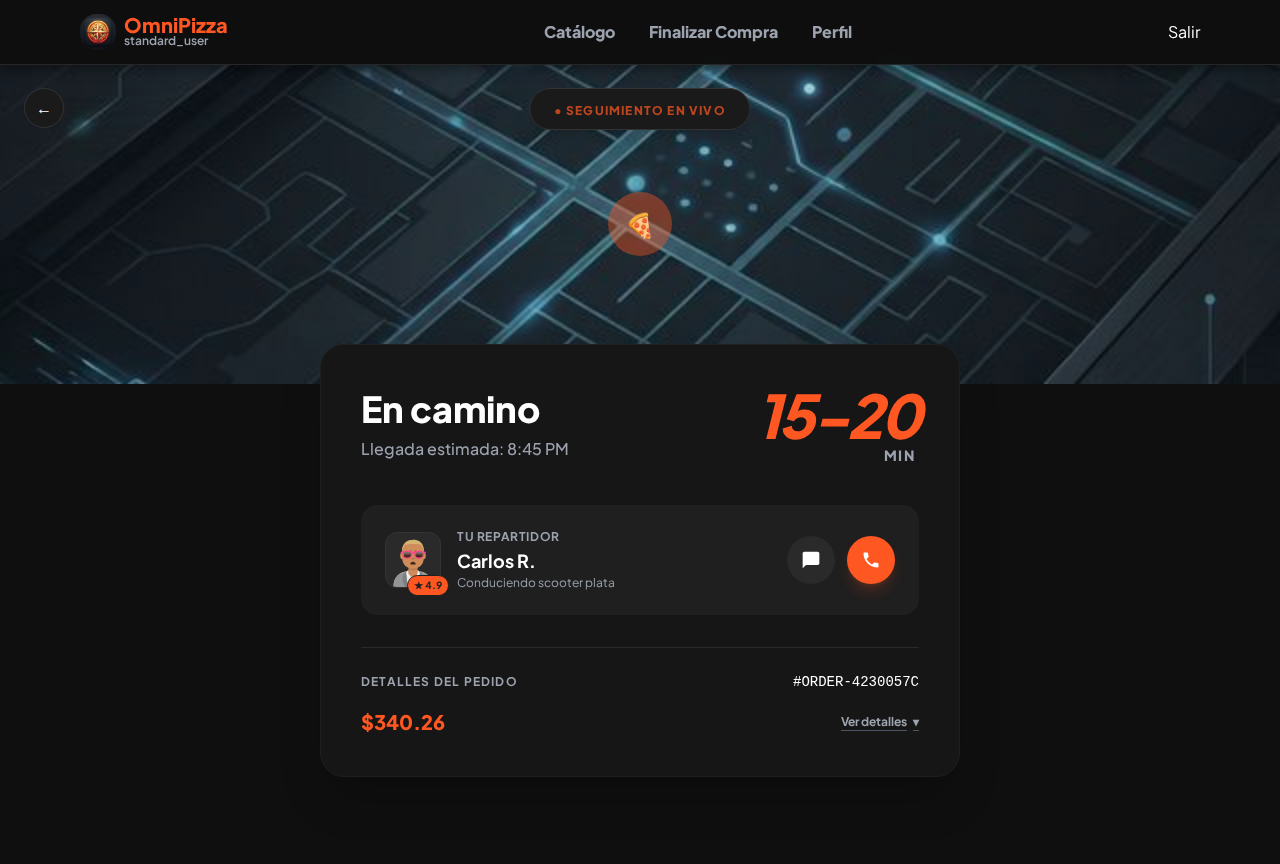 OmniPizza
standard_user
Catálogo
Finalizar Compra
Perfil
Salir
←
● SEGUIMIENTO EN VIVO
En camino
Llegada estimada: 8:45 PM
15–20
MIN
TU REPARTIDOR
Carlos R.
Conduciendo scooter plata
★ 4.9
DETALLES DEL PEDIDO
#ORDER-4230057C
$340.26
Ver detalles ▾